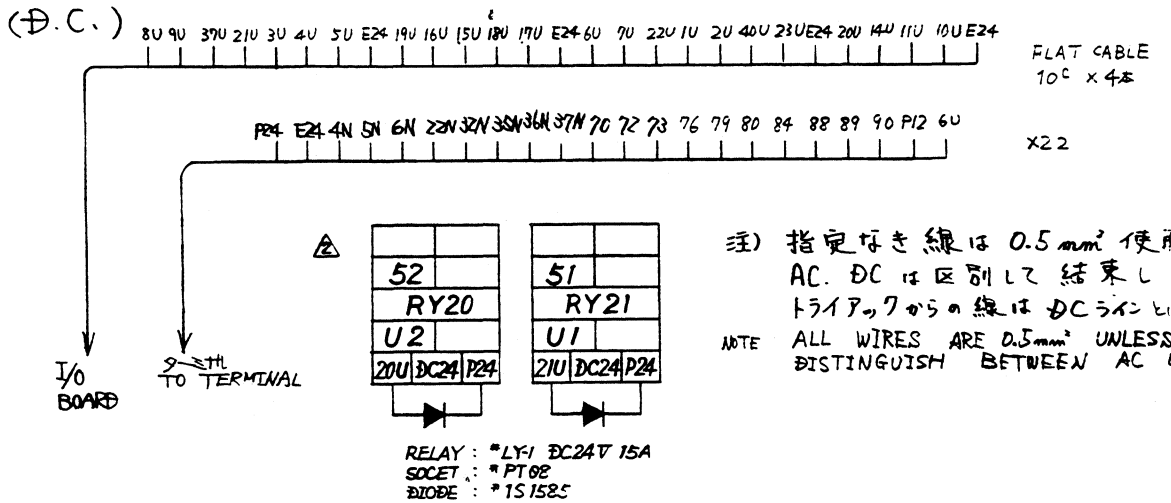 (D.C.)
8U 9U 37U 21U 3U 4U 5U E24 19U 16U 15U 18U 17U E24 6U 7U 22U 1U 2U 40U 23U E24 20U 14U 11U 10U E24
FLAT CABLE
10C × 4本
P24 E24 4N 5N 6N 22N 32N 35N 36N 37N 70 72 73 76 79 80 84 88 89 90 P12 6U
×22
2
52
RY20
U2
20U DC24 P24
51
RY21
U1
21U DC24 P24
注) 指定なき線は 0.5mm² 使
AC. DC は区別して結束し
トライアックからの線は DCラインと
NOTE ALL WIRES ARE 0.5mm² UNLESS
DISTINGUISH BETWEEN AC
I/O
BOARD
ターミナル
TO TERMINAL
RELAY : *LY-1 DC24V 15A
SOCET : *PT08
DIODE : *1S1585